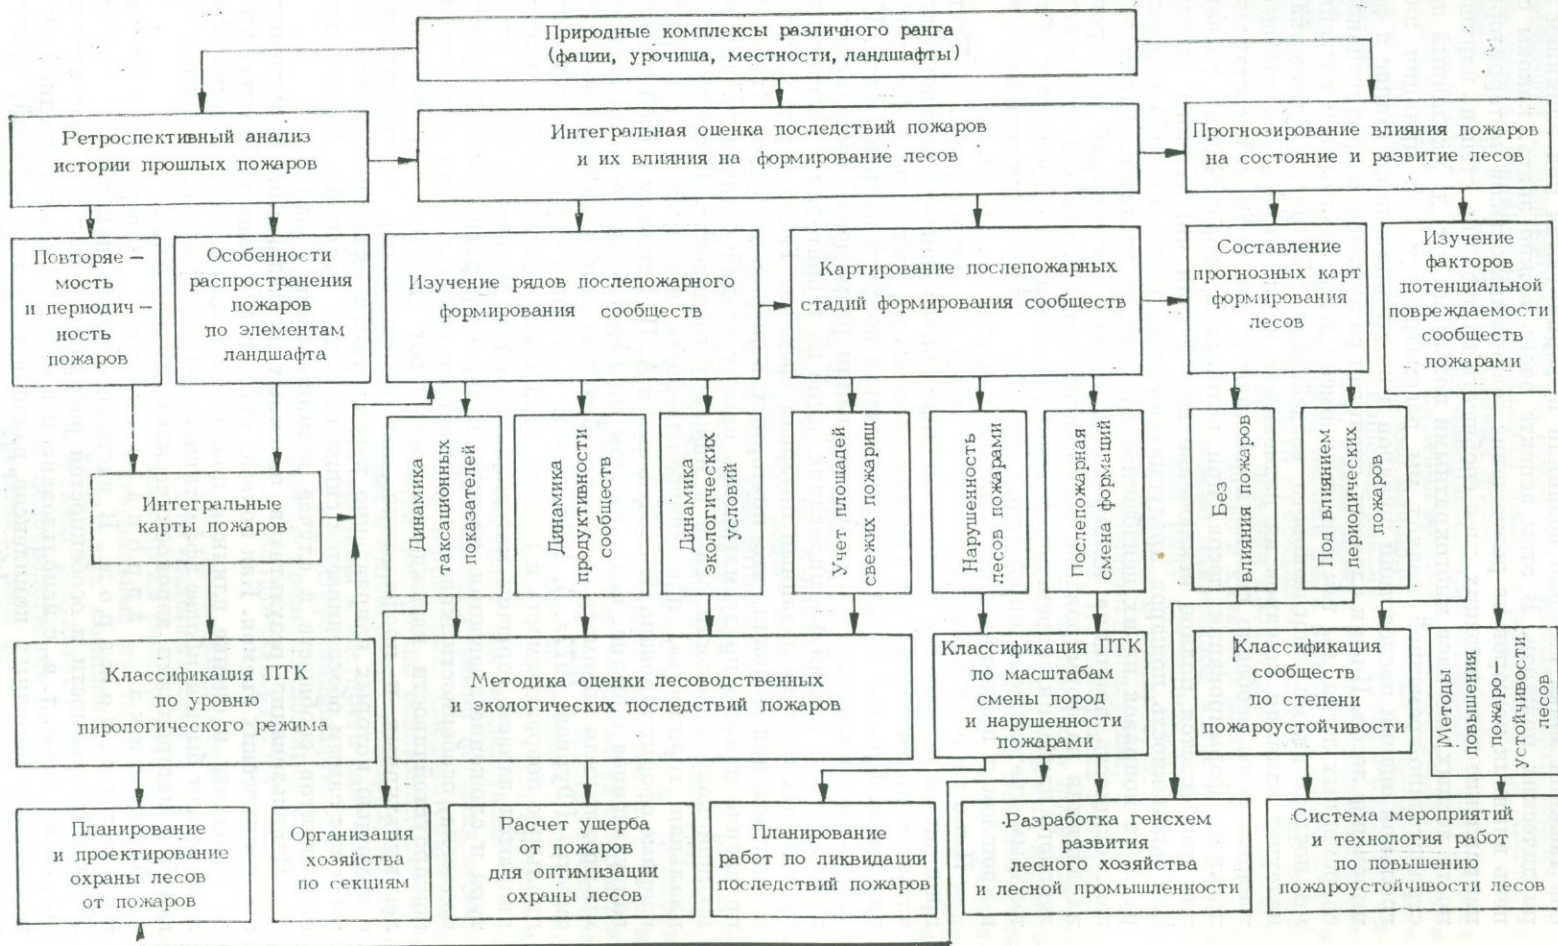 Природные комплексы различного ранга
(фации, урочища, местности, ландшафты)
Ретроспективный анализ
истории прошлых пожаров
Интегральная оценка последствий пожаров
и их влияния на формирование лесов
Прогнозирование влияния пожаров
на состояние и развитие лесов
Повторяе –
мость
и периодич –
ность
пожаров
Особенности
распространения
пожаров
по элементам
ландшафта
Изучение рядов послепожарного
формирования сообществ
Картирование послепожарных
стадий формирования сообществ
Составление
прогнозных карт
формирования
лесов
Изучение
факторов
потенциальной
повреждаемости
сообществ
пожарами
Интегральные
карты пожаров
Динамика
таксационных
показателей
Динамика
продуктивности
сообществ
Динамика
экологических
условий
Учет площадей
свежих пожарищ
Нарушенность
лесов пожарами
Послепожарная
смена формаций
Без
влияния пожаров
Под влиянием
периодических
пожаров
Классификация ПТК
по уровню
пирологического режима
Методика оценки лесоводственных
и экологических последствий пожаров
Классификация ПТК
по масштабам
смены пород
и нарушенности
пожарами
Классификация
сообществ
по степени
пожароустойчивости
Методы
повышения
пожаро –
устойчивости
лесов
Планирование
и проектирование
охраны лесов
от пожаров
Организация
хозяйства
по секциям
Расчет ущерба
от пожаров
для оптимизации
охраны лесов
Планирование
работ по ликвидации
последствий пожаров
Разработка генсхем
развития
лесного хозяйства
и лесной промышленности
Система мероприятий
и технология работ
по повышению
пожароустойчивости лесов